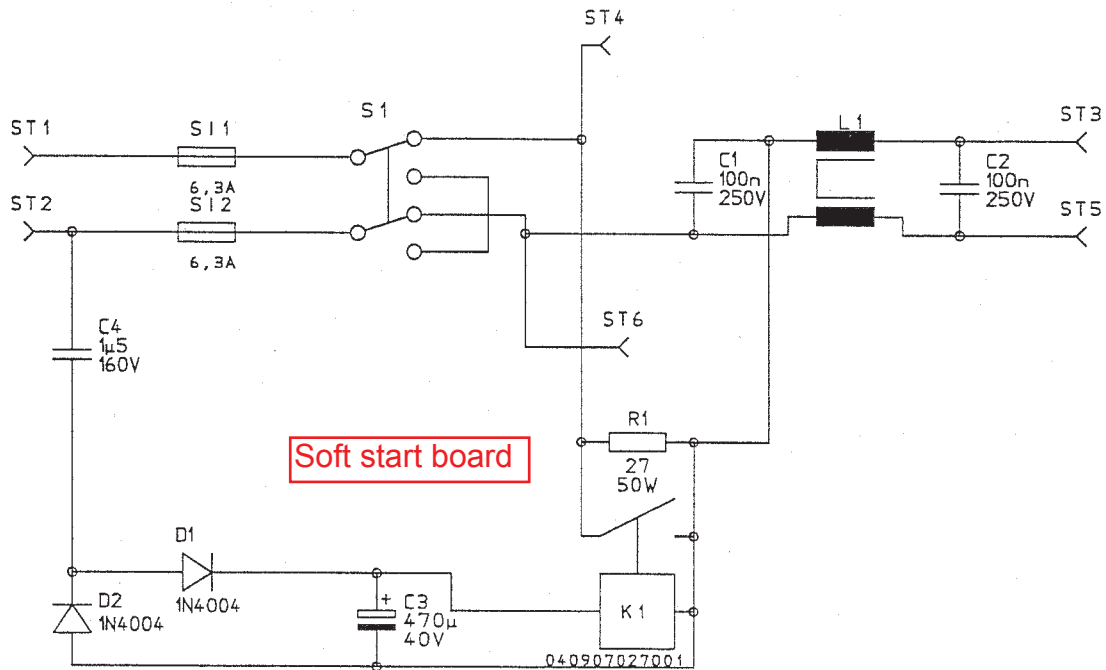 ST4
S1
ST1
SI1
6,3A
ST2
SI2
6,3A
L1
ST3
C1
100n
250V
C2
100n
250V
ST5
ST6
C4
1µ5
160V
R1
27
50W
Soft start board
D1
1N4004
D2
1N4004
+
C3
470µ
40V
K1
040907027001